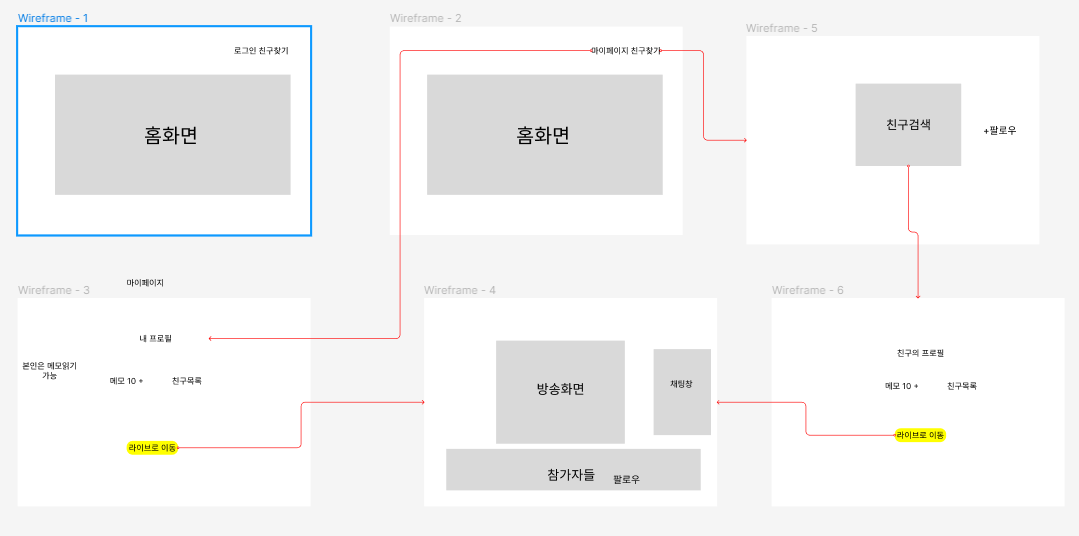 Wireframe - 1
로그인 친구찾기
홈화면
Wireframe - 2
마이페이지 친구찾기
홈화면
Wireframe - 5
친구검색
+팔로우
Wireframe - 3
마이페이지
내 프로필
본인은 메모읽기
가능
메모 10 +
친구목록
라이브로 이동
Wireframe - 4
방송화면
채팅창
참가자들
팔로우
Wireframe - 6
친구의 프로필
메모 10 +
친구목록
라이브로 이동